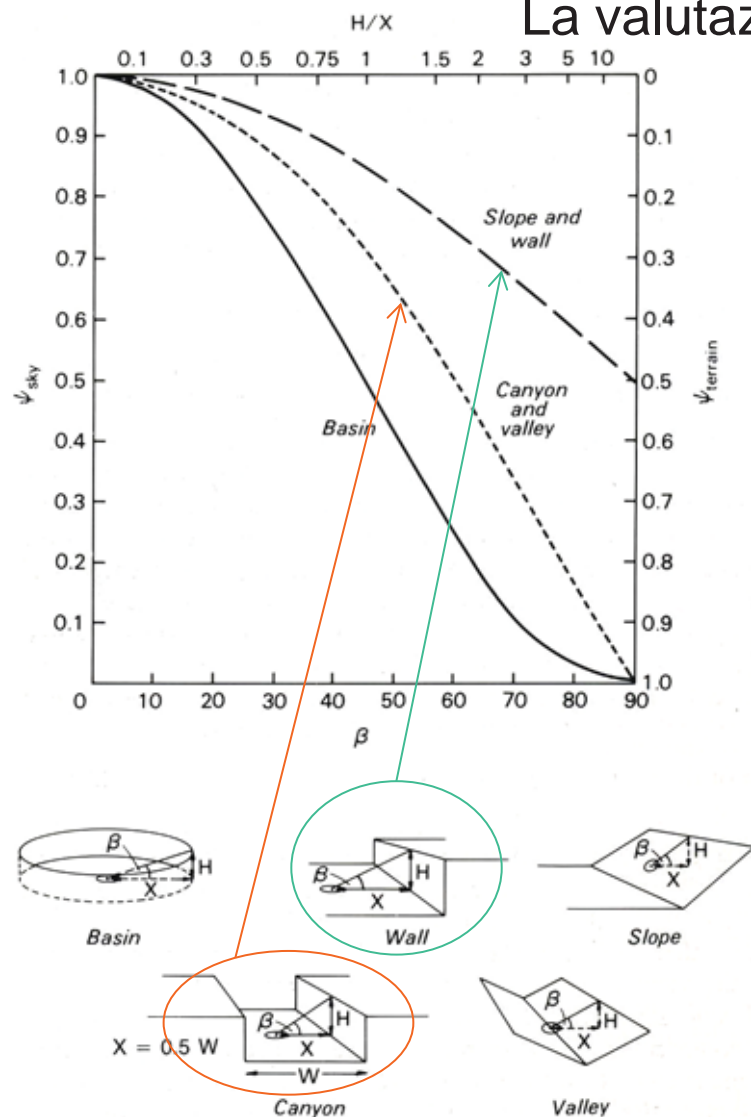 La valutaz
H/X
0.1 0.3 0.5 0.75 1 1.5 2 3 5 10
1.0 0
0.9 0.1
0.8 0.2
Slope and
wall
0.7 0.3
0.6 0.4
ψsky ψterrain
0.5 0.5
Canyon
and
valley
Basin
0.4 0.6
0.3 0.7
0.2 0.8
0.1 0.9
1.0
0 10 20 30 40 50 60 70 80 90
β
β H X
Basin
β H X
Wall
β H X
Slope
X = 0.5 W
β H X
W
Canyon
β H X
Valley